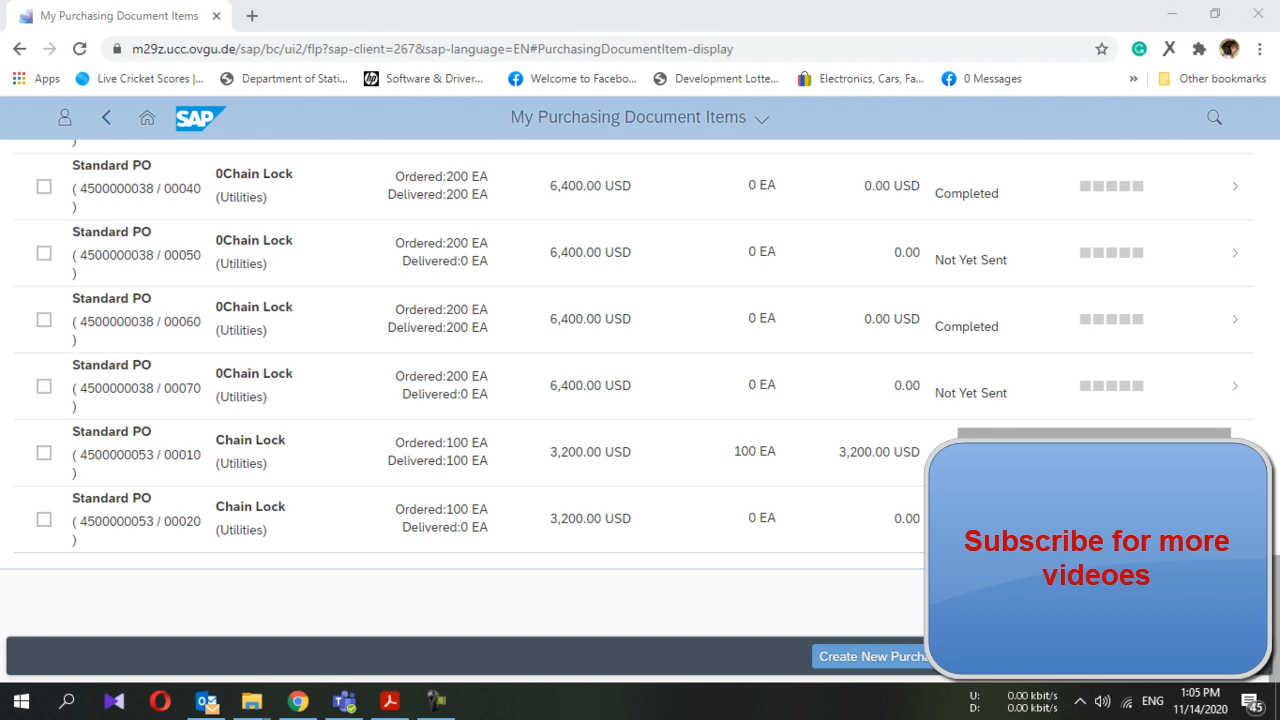 My Purchasing Document Items
m29z.ucc.ovgu.de/sap/bc/ui2/flp?sap-client=267&sap-language=EN#PurchasingDocumentItem-display
Apps Live Cricket Scores |... Department of Stati... Software & Driver... Welcome to Facebo... Development Lotte... Electronics, Cars, Fa... 0 Messages » Other bookmarks
SAP My Purchasing Document Items
)
Standard PO
( 4500000038 / 00040
)
0Chain Lock
(Utilities)
Ordered:200 EA
Delivered:200 EA
6,400.00 USD
0 EA
0.00 USD
Completed
Standard PO
( 4500000038 / 00050
)
0Chain Lock
(Utilities)
Ordered:200 EA
Delivered:0 EA
6,400.00 USD
0 EA
0.00
Not Yet Sent
Standard PO
( 4500000038 / 00060
)
0Chain Lock
(Utilities)
Ordered:200 EA
Delivered:200 EA
6,400.00 USD
0 EA
0.00 USD
Completed
Standard PO
( 4500000038 / 00070
)
0Chain Lock
(Utilities)
Ordered:200 EA
Delivered:0 EA
6,400.00 USD
0 EA
0.00
Not Yet Sent
Standard PO
( 4500000053 / 00010
)
Chain Lock
(Utilities)
Ordered:100 EA
Delivered:100 EA
3,200.00 USD
100 EA
3,200.00 USD
Standard PO
( 4500000053 / 00020
)
Chain Lock
(Utilities)
Ordered:100 EA
Delivered:0 EA
3,200.00 USD
0 EA
0.00
Subscribe for more
videoes
Create New Purcha
U: 0.00 kbit/s
D: 0.00 kbit/s
ENG
1:05 PM
11/14/2020
45